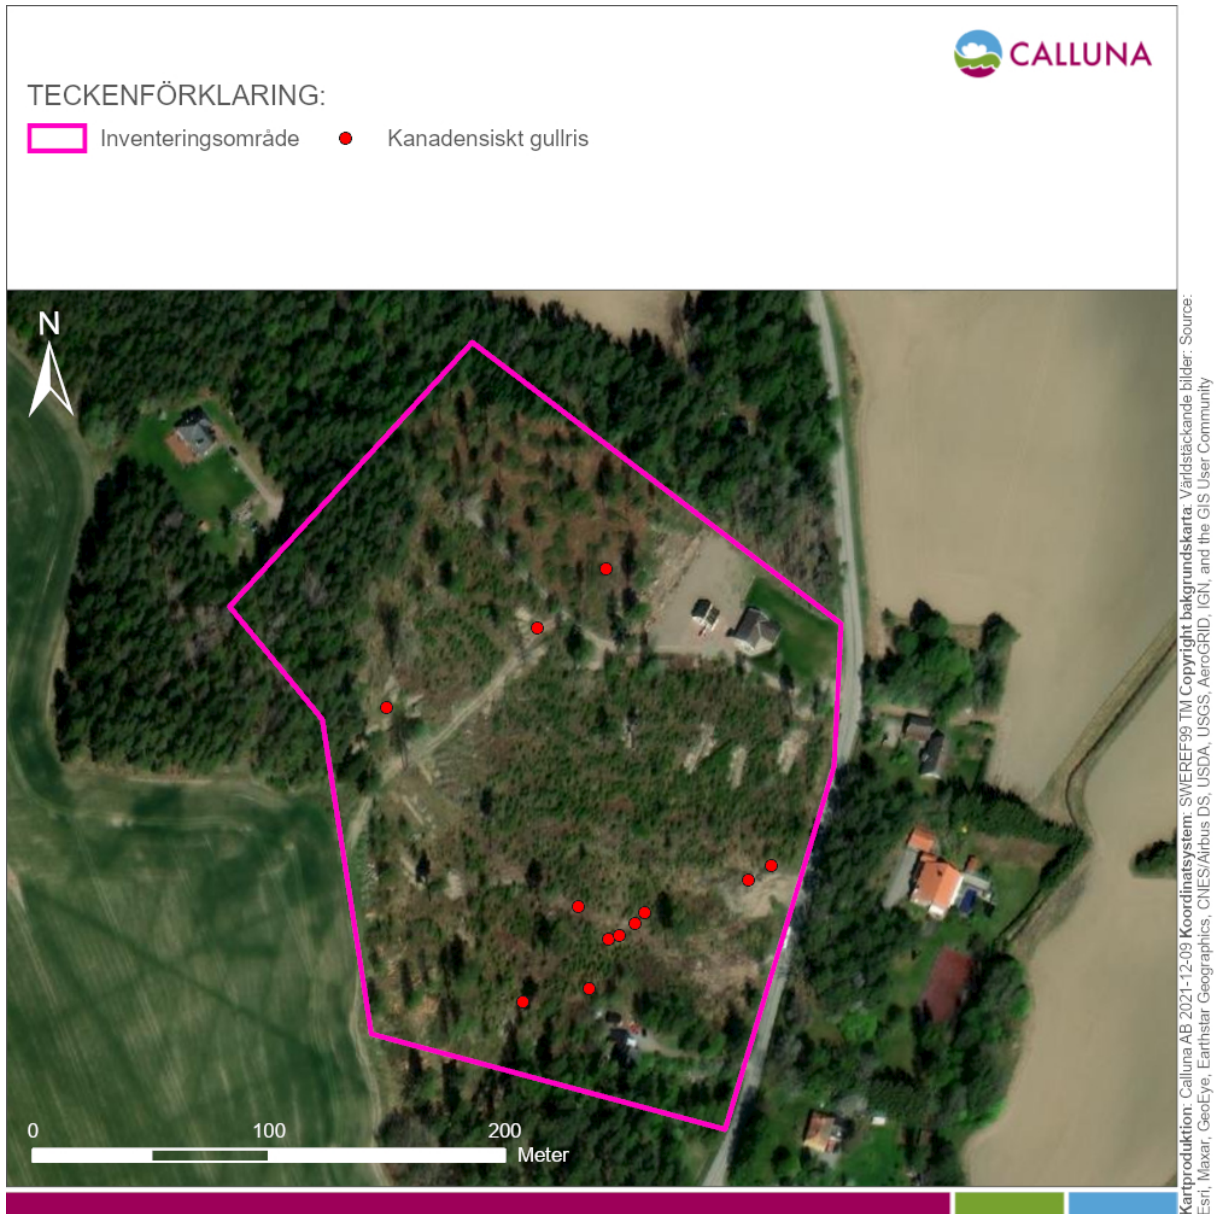 CALLUNA
TECKENFÖRKLARING:
Inventeringsområde
Kanadensiskt gullris
N
0 100 200
Meter
Kartproduktion: Calluna AB 2021-12-09 Koordinatsystem: SWEREF99 TM Copyright bakgrundskarta: Världstäckande bilder: Source:
Esri, Maxar, GeoEye, Earthstar Geographics, CNES/Airbus DS, USDA, USGS, AeroGRID, IGN, and the GIS User Community